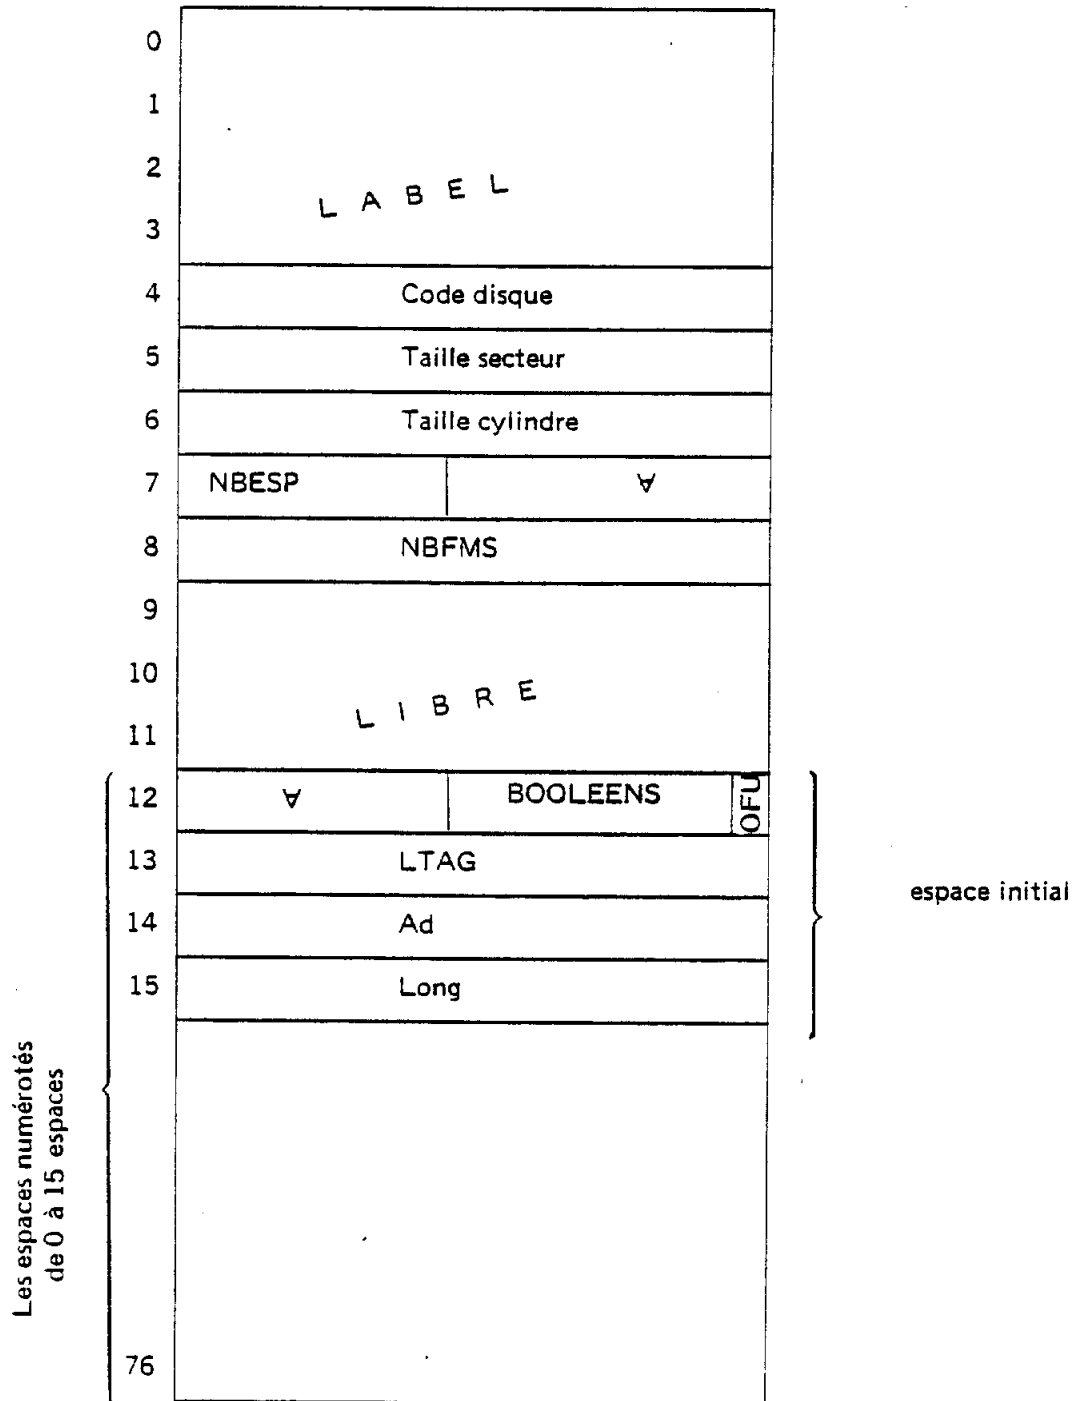 0
1
2
L A B E L
3
4 Code disque
5 Taille secteur
6 Taille cylindre
7 NBESP ∀
8 NBFMS
9
10
L I B R E
11
12 ∀ BOOLEENS OFU
13 LTAG
14 Ad
15 Long
espace initial
Les espaces numérotés
de 0 à 15 espaces
76